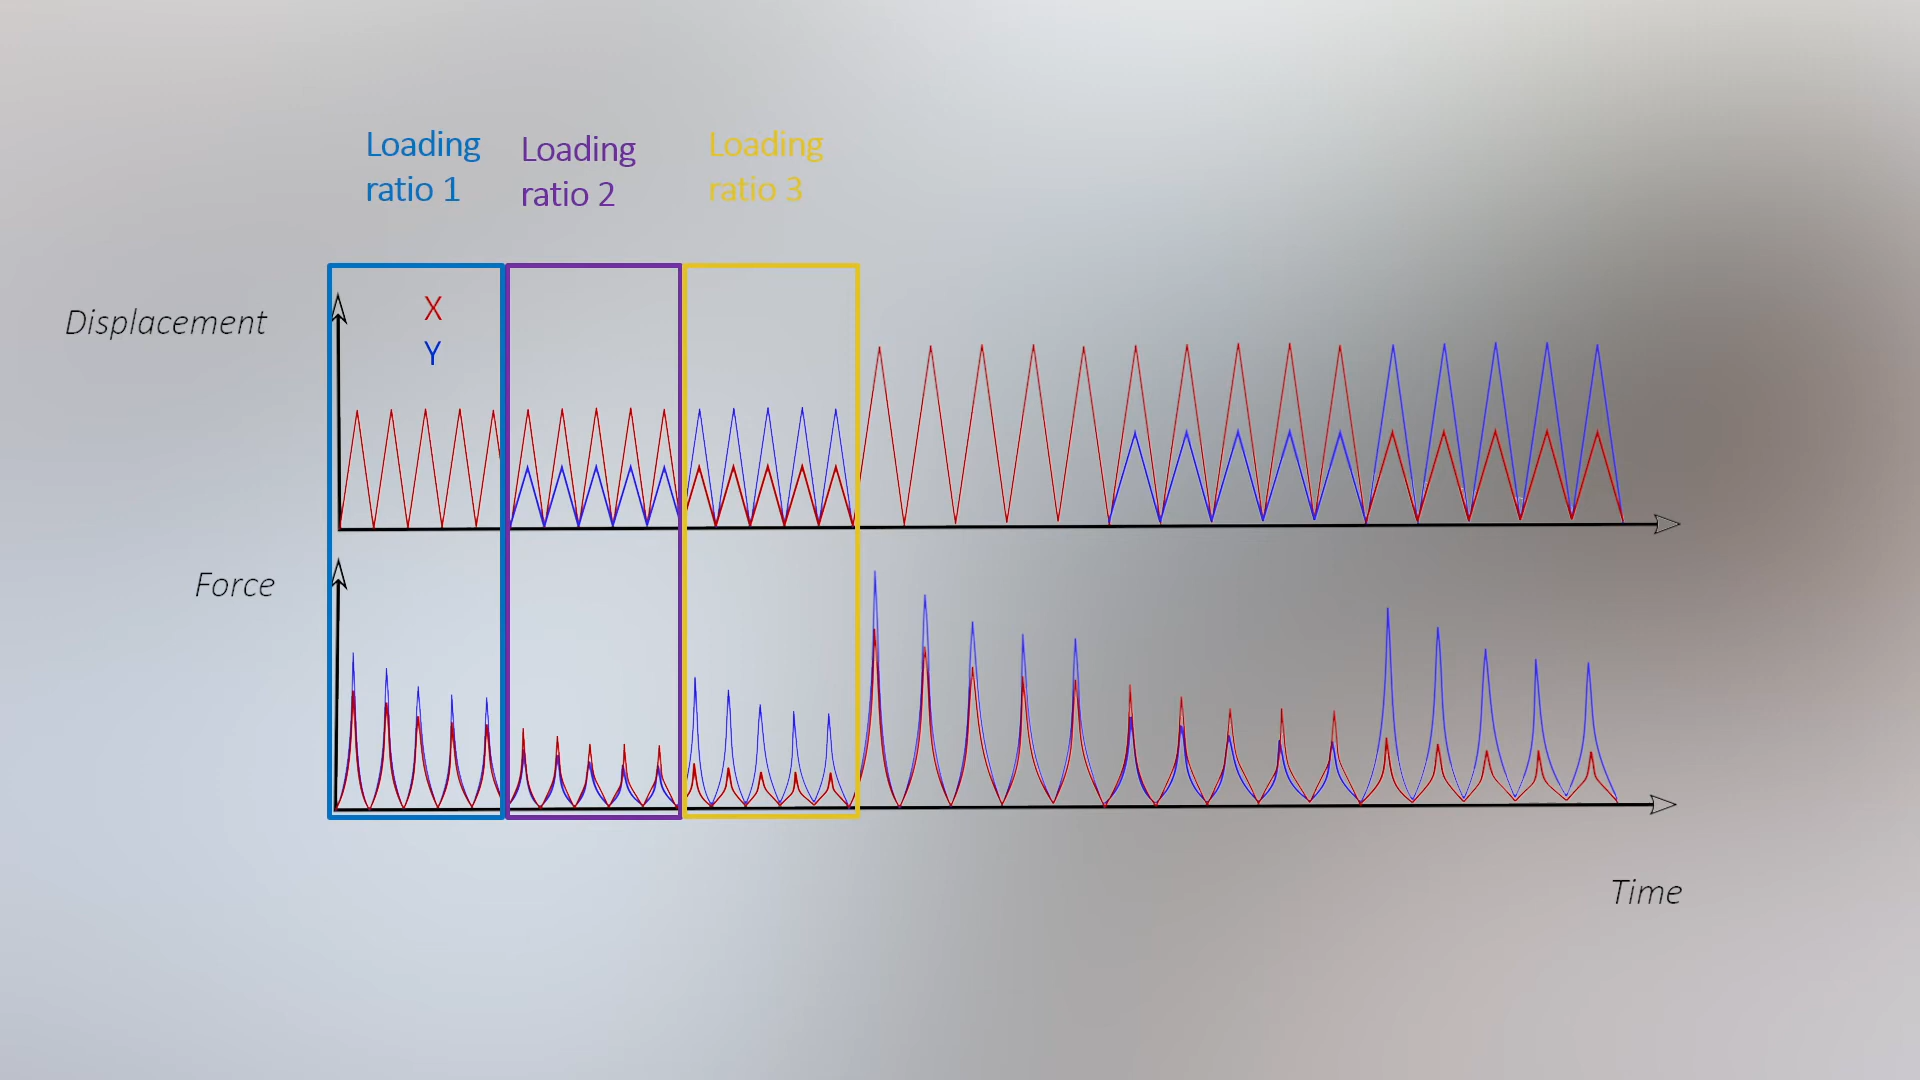 Loading
ratio 1
Loading
ratio 2
Loading
ratio 3
Displacement
X
Y
Force
Time